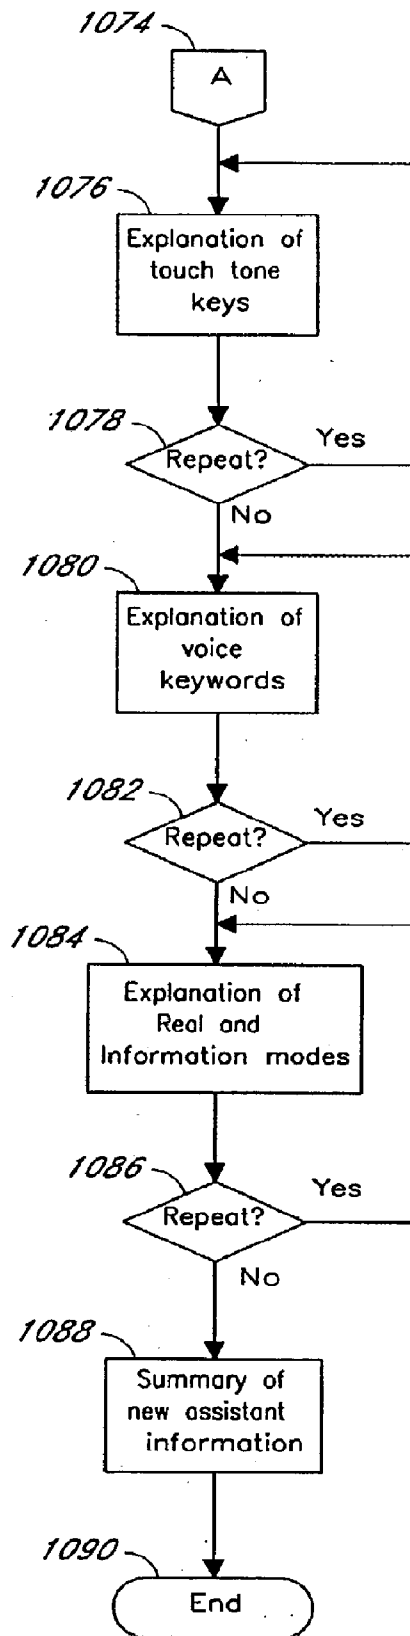 1074
A
1076
Explanation of
touch tone
keys
1078
Repeat?
Yes
No
1080
Explanation of
voice
keywords
1082
Repeat?
Yes
No
1084
Explanation of
Real and
Information modes
1086
Repeat?
Yes
No
1088
Summary of
new assistant
information
1090
End